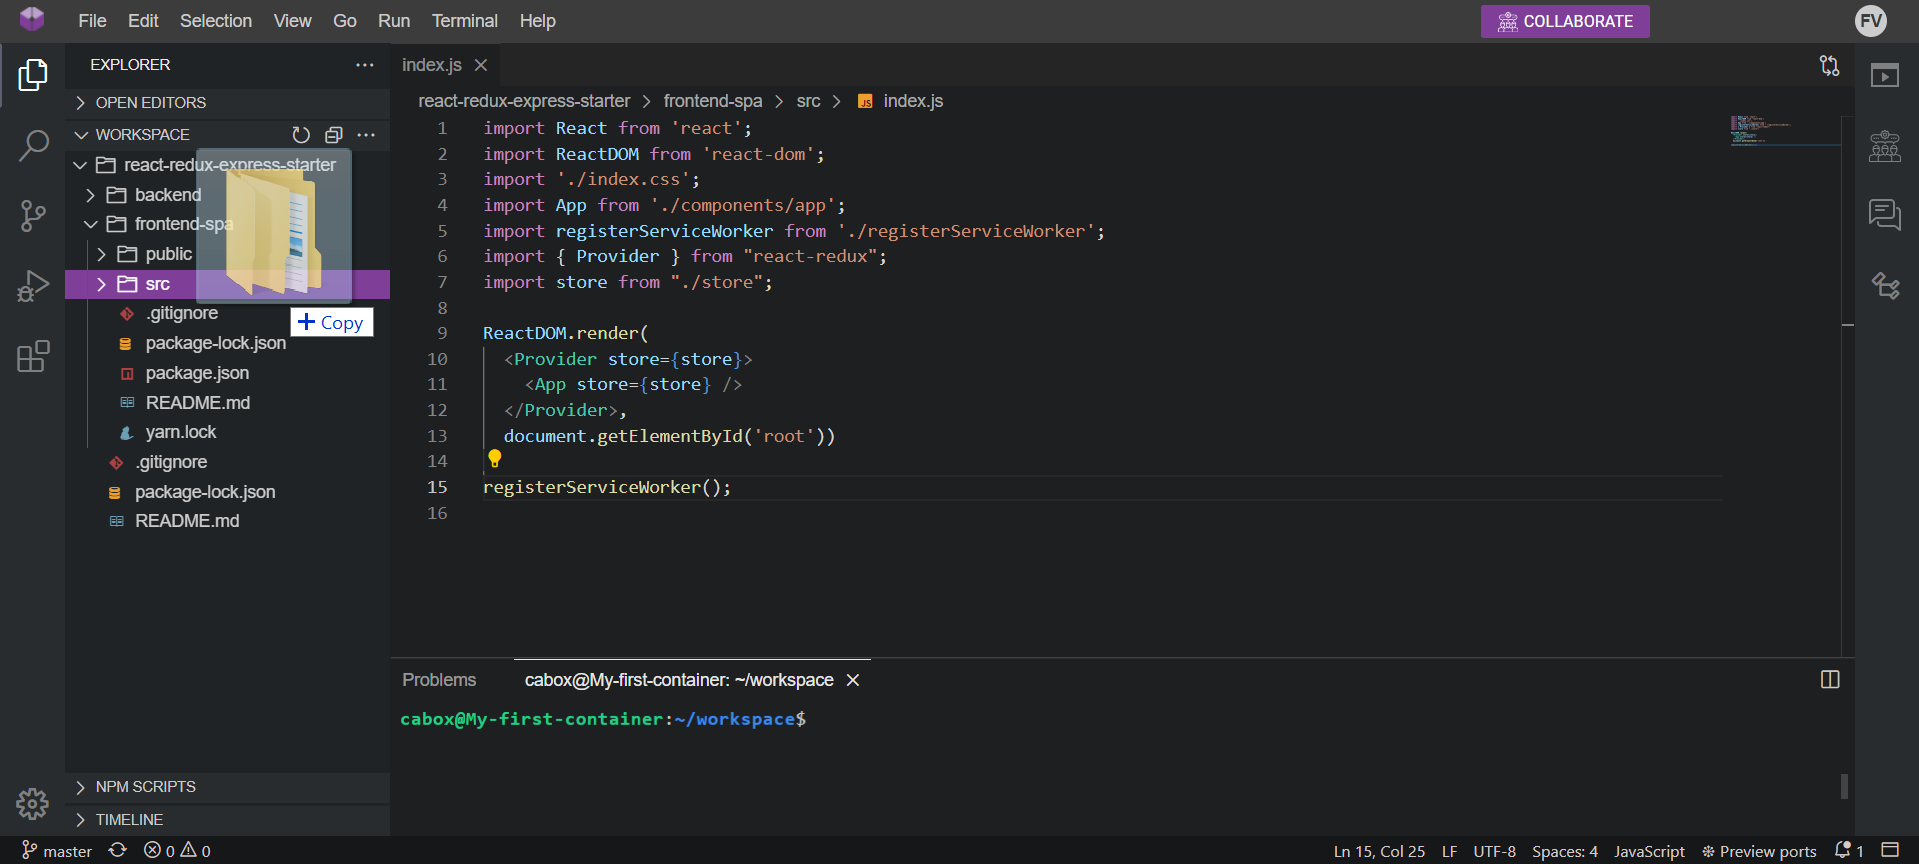 File Edit Selection View Go Run Terminal Help
COLLABORATE
FV
EXPLORER
OPEN EDITORS
WORKSPACE
react-redux-express-starter
backend
frontend-spa
public
src
.gitignore
Copy
package-lock.json
package.json
README.md
yarn.lock
.gitignore
package-lock.json
README.md
NPM SCRIPTS
TIMELINE
index.js
react-redux-express-starter frontend-spa src JS index.js
1 import React from 'react';
2 import ReactDOM from 'react-dom';
3 import './index.css';
4 import App from './components/app';
5 import registerServiceWorker from './registerServiceWorker';
6 import { Provider } from "react-redux";
7 import store from "./store";
8
9 ReactDOM.render(
10 <Provider store={store}>
11 <App store={store} />
12 </Provider>,
13 document.getElementById('root'))
14
15 registerServiceWorker();
16
Problems cabox@My-first-container: ~/workspace
cabox@My-first-container:~/workspace$
master 0 0 Ln 15, Col 25 LF UTF-8 Spaces: 4 JavaScript Preview ports 1